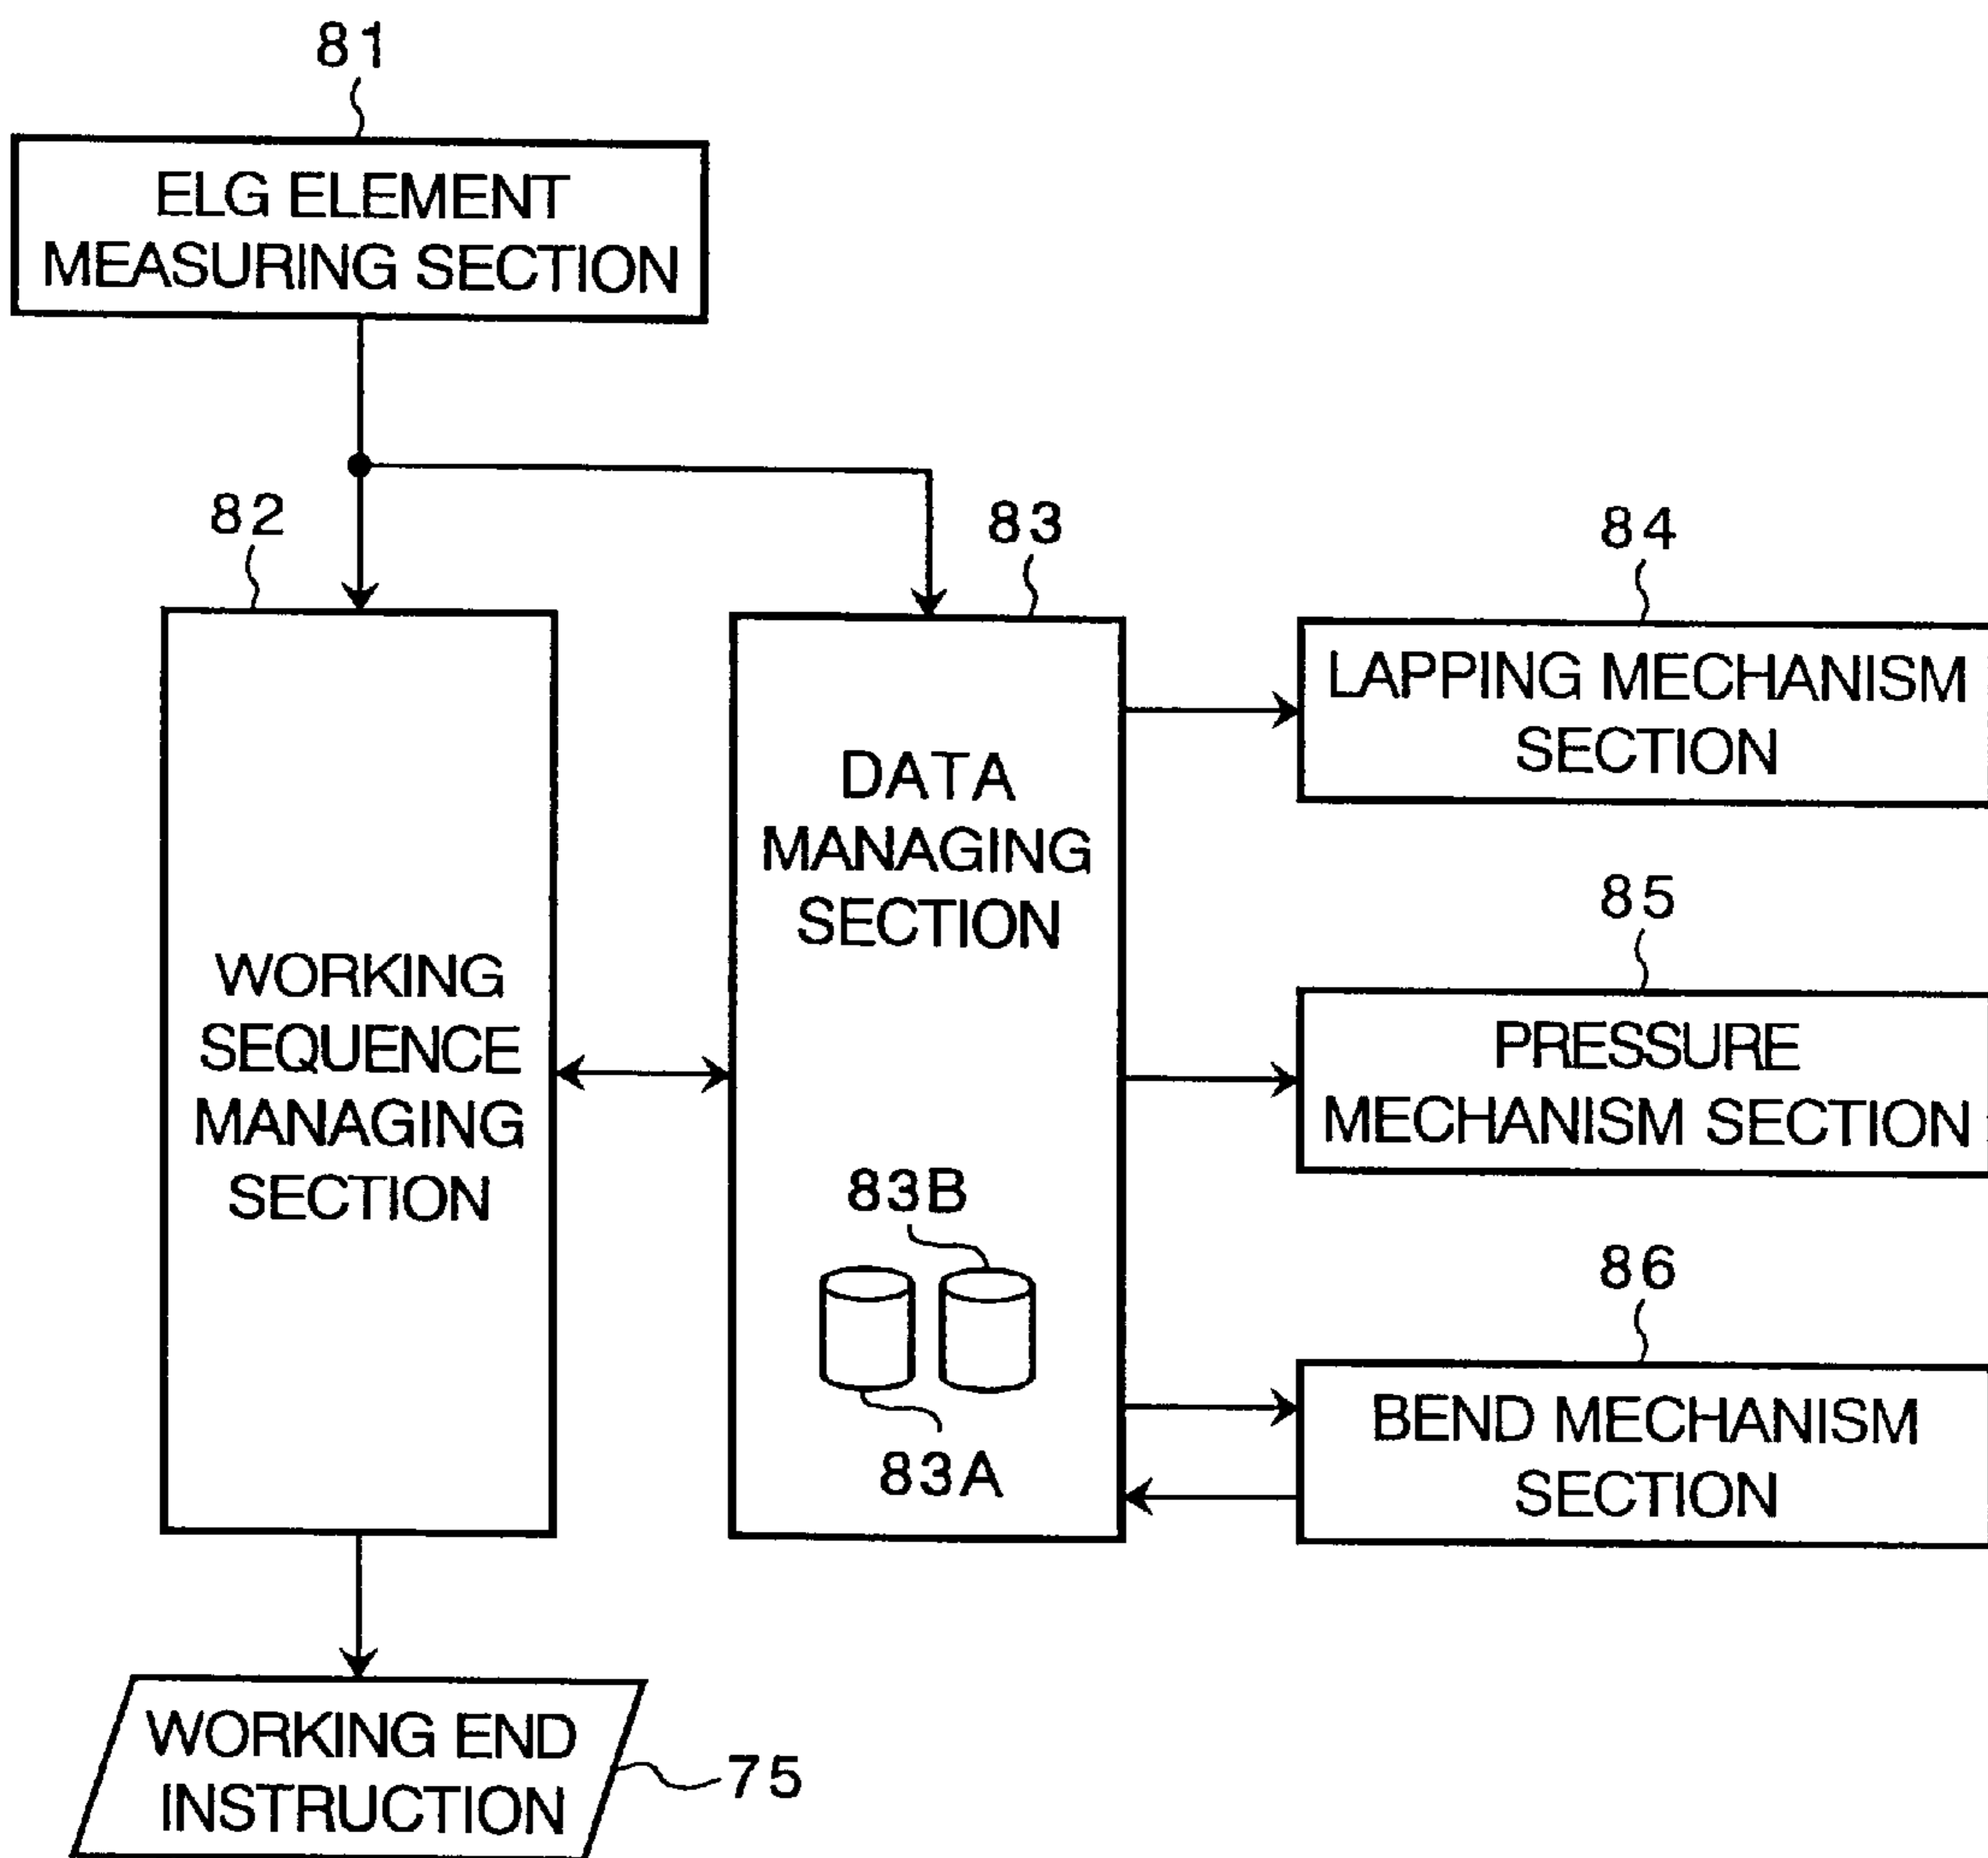 81
ELG ELEMENT
MEASURING SECTION
82
83
84
WORKING
SEQUENCE
MANAGING
SECTION
DATA
MANAGING
SECTION
83B
83A
LAPPING MECHANISM
SECTION
85
PRESSURE
MECHANISM SECTION
86
BEND MECHANISM
SECTION
WORKING END
INSTRUCTION
75